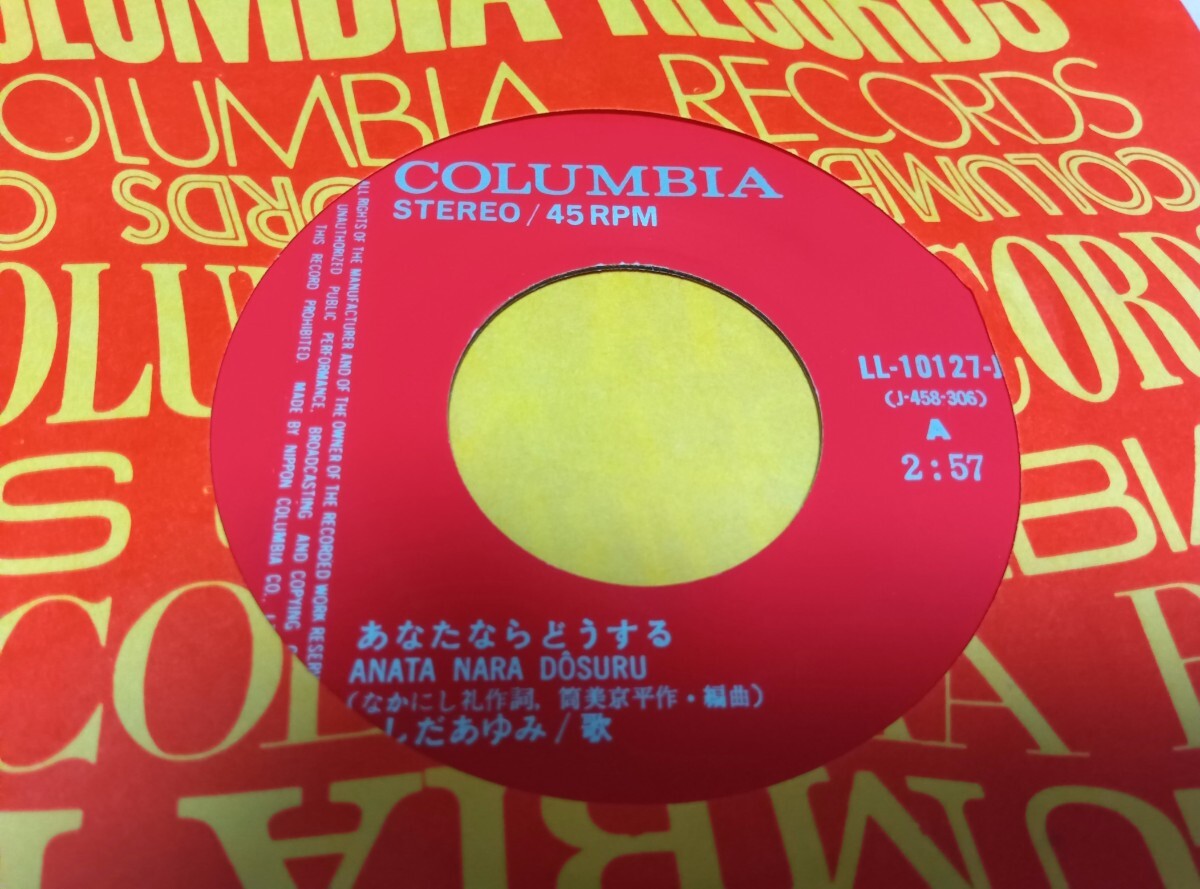 COLUMBIA RECORDS
COLUMBIA RECORDS
COLUMBIA
STEREO / 45 RPM
ALL RIGHTS OF THE MANUFACTURER AND OF THE OWNER OF THE RECORDED WORK RESER
UNAUTHORIZED PUBLIC PERFORMANCE, BROADCASTING AND COPYING
THIS RECORD PROHIBITED. MADE BY NIPPON COLUMBIA CO.,
LL-10127-J
(J-458-306)
A
2:57
あなたならどうする
ANATA NARA DÔSURU
(なかにし礼作詞, 筒美京平作・編曲)
しだあゆみ/歌